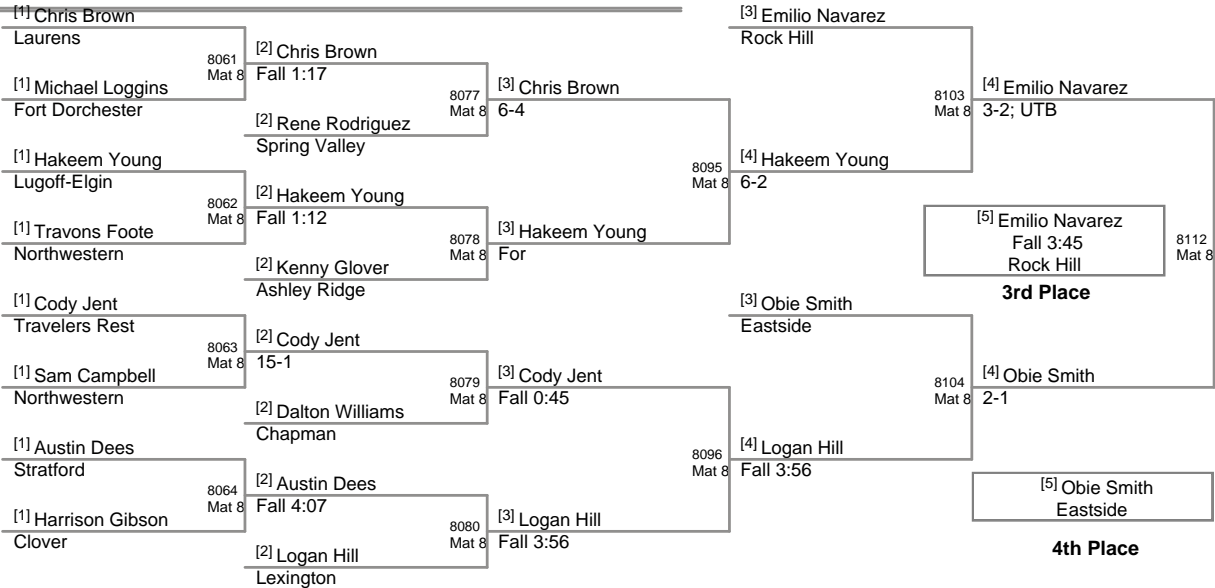 [1] Chris Brown
Laurens
8061
Mat 8
[1] Michael Loggins
Fort Dorchester
[1] Hakeem Young
Lugoff-Elgin
8062
Mat 8
[1] Travons Foote
Northwestern
[1] Cody Jent
Travelers Rest
8063
Mat 8
[1] Sam Campbell
Northwestern
[1] Austin Dees
Stratford
8064
Mat 8
[1] Harrison Gibson
Clover
[2] Chris Brown
Fall 1:17
8077
Mat 8
[2] Rene Rodriguez
Spring Valley
[2] Hakeem Young
Fall 1:12
8078
Mat 8
[2] Kenny Glover
Ashley Ridge
[2] Cody Jent
15-1
8079
Mat 8
[2] Dalton Williams
Chapman
[2] Austin Dees
Fall 4:07
8080
Mat 8
[2] Logan Hill
Lexington
[3] Chris Brown
6-4
8095
Mat 8
[3] Hakeem Young
For
[3] Cody Jent
Fall 0:45
8096
Mat 8
[3] Logan Hill
Fall 3:56
[3] Emilio Navarez
Rock Hill
8103
Mat 8
[4] Hakeem Young
6-2
[3] Obie Smith
Eastside
8104
Mat 8
[4] Logan Hill
Fall 3:56
[4] Emilio Navarez
3-2; UTB
[5] Emilio Navarez
Fall 3:45
Rock Hill
3rd Place
8112
Mat 8
[4] Obie Smith
2-1
[5] Obie Smith
Eastside
4th Place